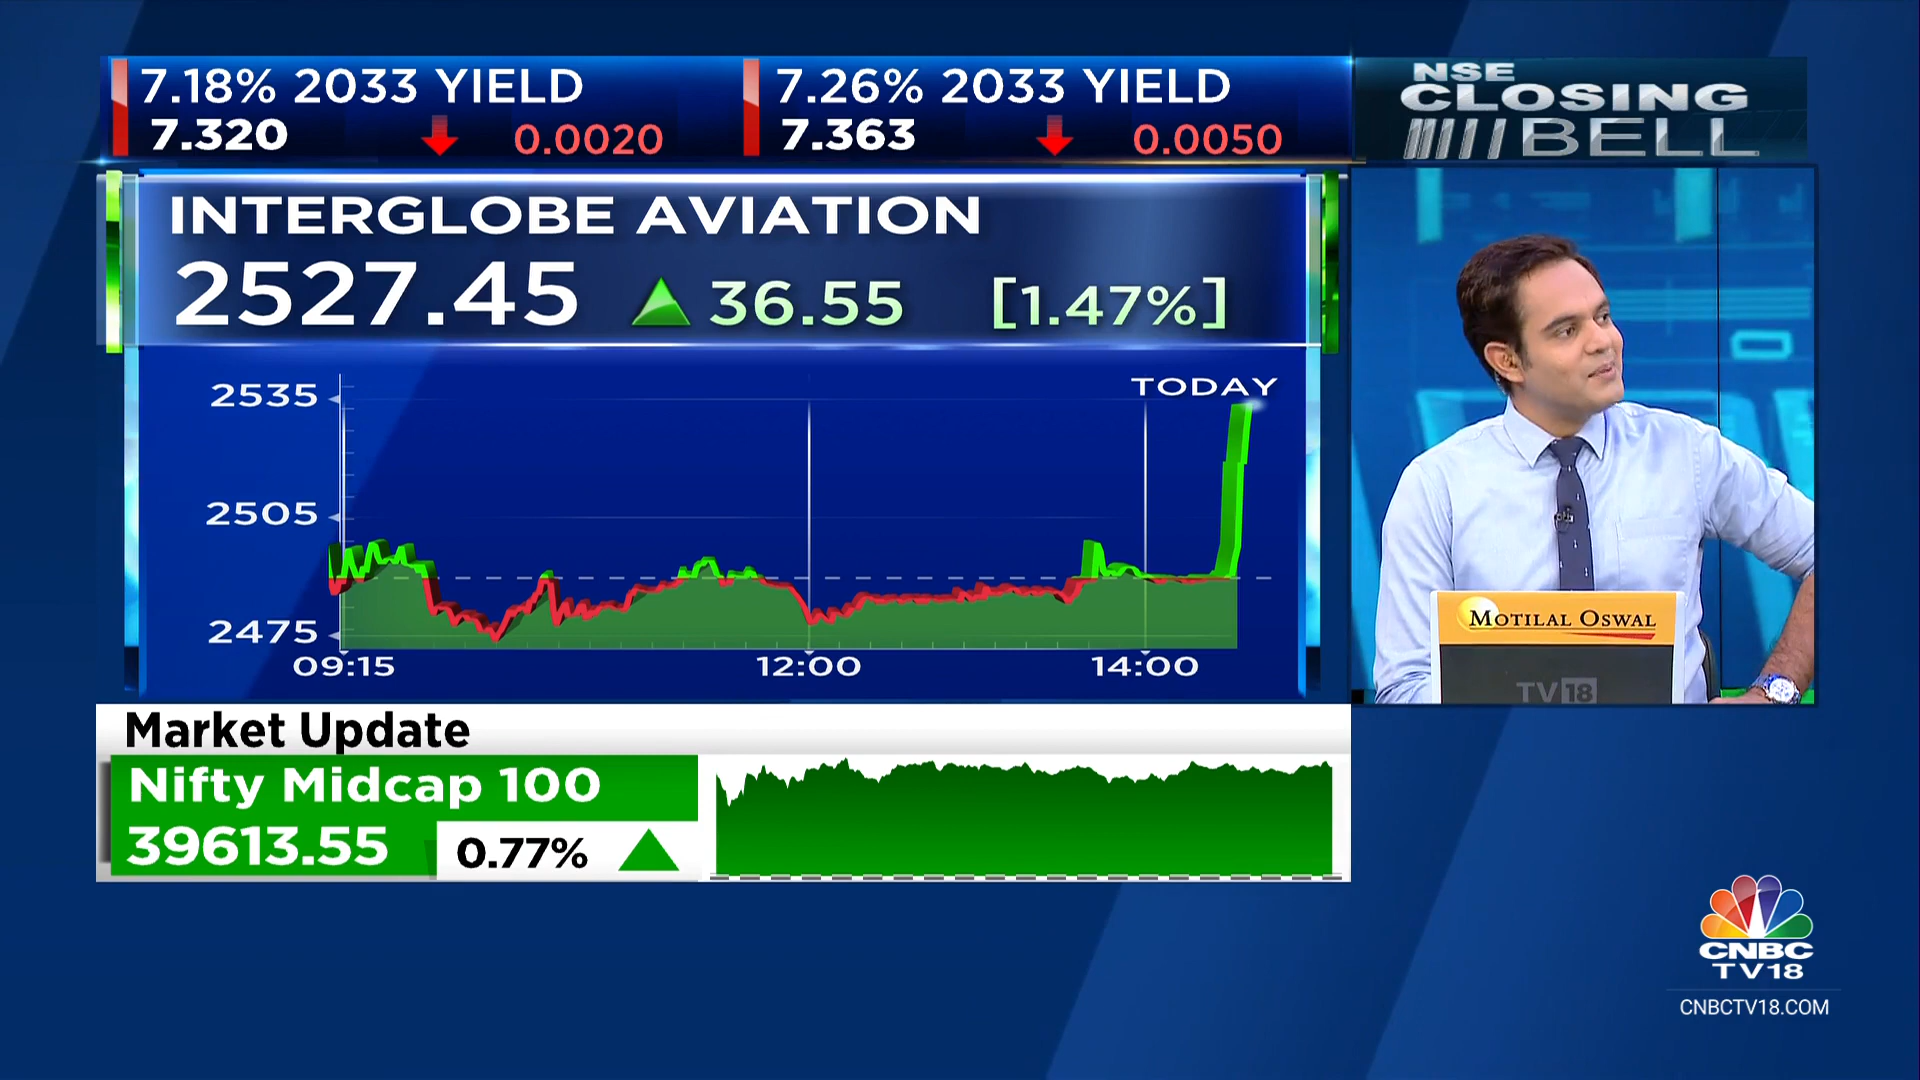 7.18% 2033 YIELD
7.320 0.0020
7.26% 2033 YIELD
7.363 0.0050
NSE
CLOSING
BELL
INTERGLOBE AVIATION
2527.45 36.55 [1.47%]
TODAY
2535
2505
2475
09:15 12:00 14:00
MOTILAL OSWAL
TV18
Market Update
Nifty Midcap 100
39613.55 0.77%
CNBC
TV18
CNBCTV18.COM